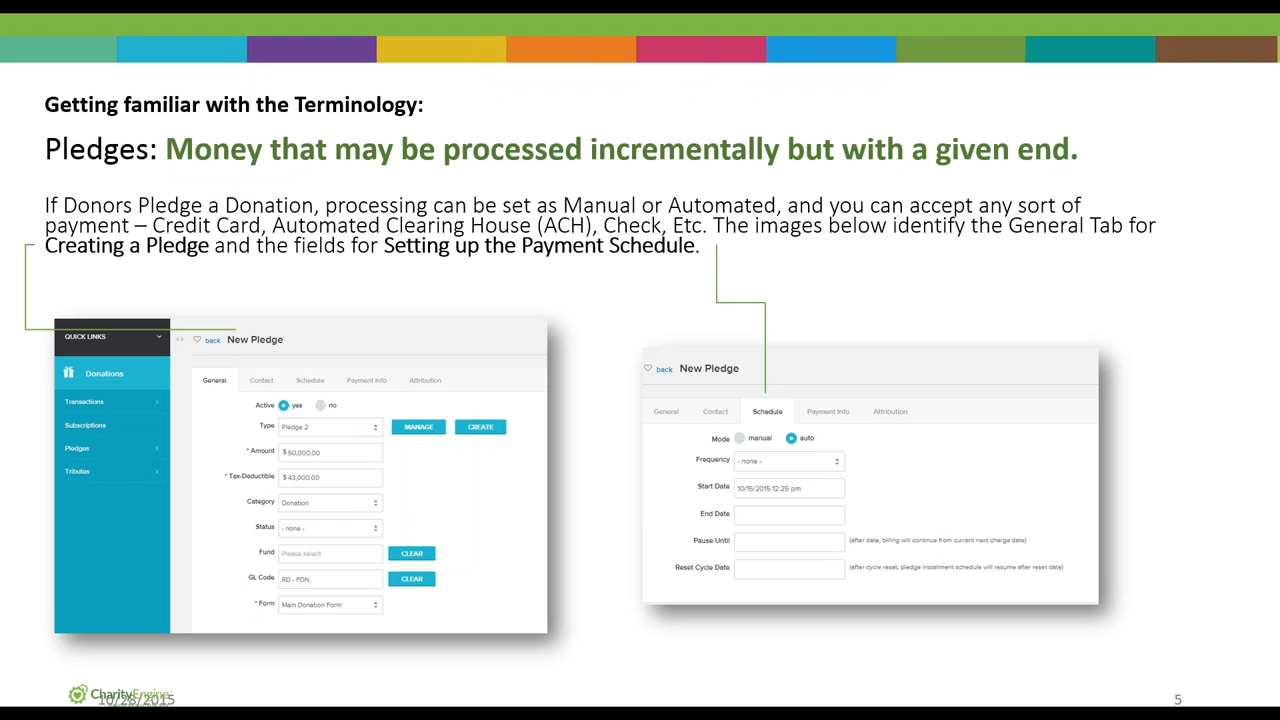 Getting familiar with the Terminology:
Pledges: Money that may be processed incrementally but with a given end.
If Donors Pledge a Donation, processing can be set as Manual or Automated, and you can accept any sort of
payment – Credit Card, Automated Clearing House (ACH), Check, Etc. The images below identify the General Tab for
Creating a Pledge and the fields for Setting up the Payment Schedule.
QUICK LINKS
Donations
Transactions
Subscriptions
Pledges
Tributes
back New Pledge
General Contact Schedule Payment Info Attribution
Active yes no
Type Pledge 2 MANAGE CREATE
* Amount $ 50,000.00
* Tax-Deductible $ 43,000.00
Category Donation
Status - none -
Fund Please select CLEAR
GL Code RD - FDN CLEAR
* Form Main Donation Form
back New Pledge
General Contact Schedule Payment Info Attribution
Mode manual auto
Frequency - none -
Start Date 10/15/2015 12:25 pm
End Date
Pause Until (after date, billing will continue from current next charge date)
Reset Cycle Date (after cycle reset, pledge installment schedule will resume after reset date)
CharityEngine
10/28/2015
5